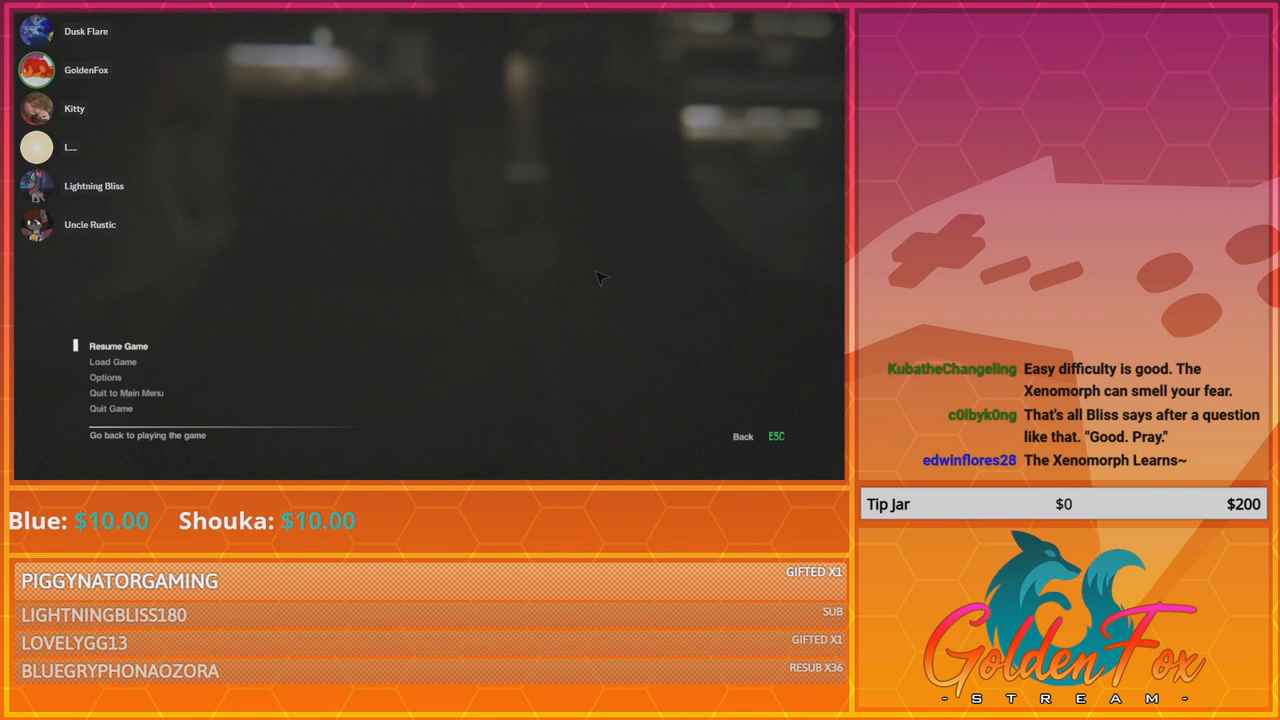 Dusk Flare
GoldenFox
Kitty
L...
Lightning Bliss
Uncle Rustic
Resume Game
Load Game
Options
Quit to Main Menu
Quit Game
Go back to playing the game
Back ESC
KubatheChangeling Easy difficulty is good. The
Xenomorph can smell your fear.
c0lbyk0ng That's all Bliss says after a question
like that. "Good. Pray."
edwinflores28 The Xenomorph Learns~
Tip Jar $0 $200
Blue: $10.00 Shouka: $10.00
PIGGYNATORGAMING GIFTED X1
LIGHTNINGBLISS180 SUB
LOVELYGG13 GIFTED X1
BLUEGRYPHONAOZORA RESUB X36
GoldenFox
- S T R E A M -